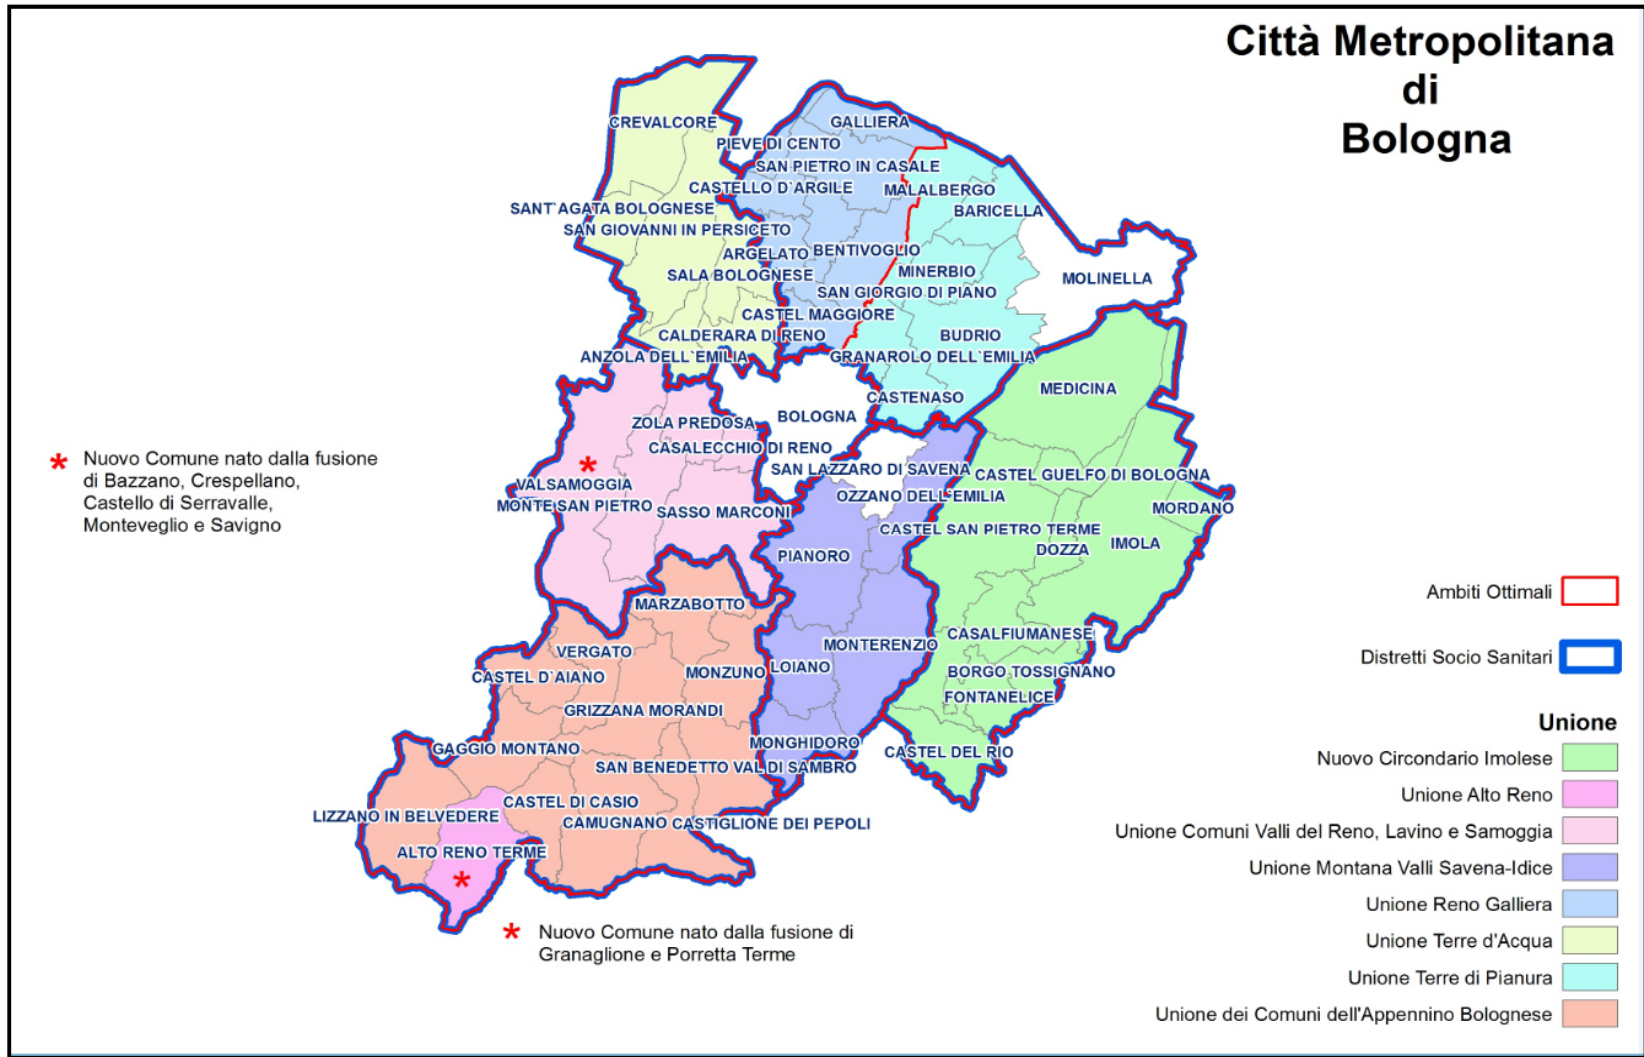 Città Metropolitana
di
Bologna
CREVALCORE
GALLIERA
PIEVE DI CENTO
SAN PIETRO IN CASALE
CASTELLO D`ARGILE
MALALBERGO
SANT`AGATA BOLOGNESE
BARICELLA
SAN GIOVANNI IN PERSICETO
ARGELATO
BENTIVOGLIO
SALA BOLOGNESE
MINERBIO
MOLINELLA
SAN GIORGIO DI PIANO
CASTEL MAGGIORE
CALDERARA DI RENO
BUDRIO
ANZOLA DELL`EMILIA
GRANAROLO DELL`EMILIA
MEDICINA
CASTENASO
BOLOGNA
ZOLA PREDOSA
CASALECCHIO DI RENO
* Nuovo Comune nato dalla fusione
di Bazzano, Crespellano,
Castello di Serravalle,
Monteveglio e Savigno
*
SAN LAZZARO DI SAVENA
CASTEL GUELFO DI BOLOGNA
VALSAMOGGIA
OZZANO DELL`EMILIA
MONTE SAN PIETRO
SASSO MARCONI
MORDANO
CASTEL SAN PIETRO TERME
PIANORO
DOZZA
IMOLA
MARZABOTTO
CASALFIUMANESE
VERGATO
MONTERENZIO
CASTEL D`AIANO
MONZUNO
LOIANO
BORGO TOSSIGNANO
FONTANELICE
GRIZZANA MORANDI
GAGGIO MONTANO
MONGHIDORO
CASTEL DEL RIO
SAN BENEDETTO VAL DI SAMBRO
CASTEL DI CASIO
LIZZANO IN BELVEDERE
CAMUGNANO
CASTIGLIONE DEI PEPOLI
ALTO RENO TERME
*
* Nuovo Comune nato dalla fusione di
Granaglione e Porretta Terme
Ambiti Ottimali
Distretti Socio Sanitari
Unione
Nuovo Circondario Imolese
Unione Alto Reno
Unione Comuni Valli del Reno, Lavino e Samoggia
Unione Montana Valli Savena-Idice
Unione Reno Galliera
Unione Terre d'Acqua
Unione Terre di Pianura
Unione dei Comuni dell'Appennino Bolognese